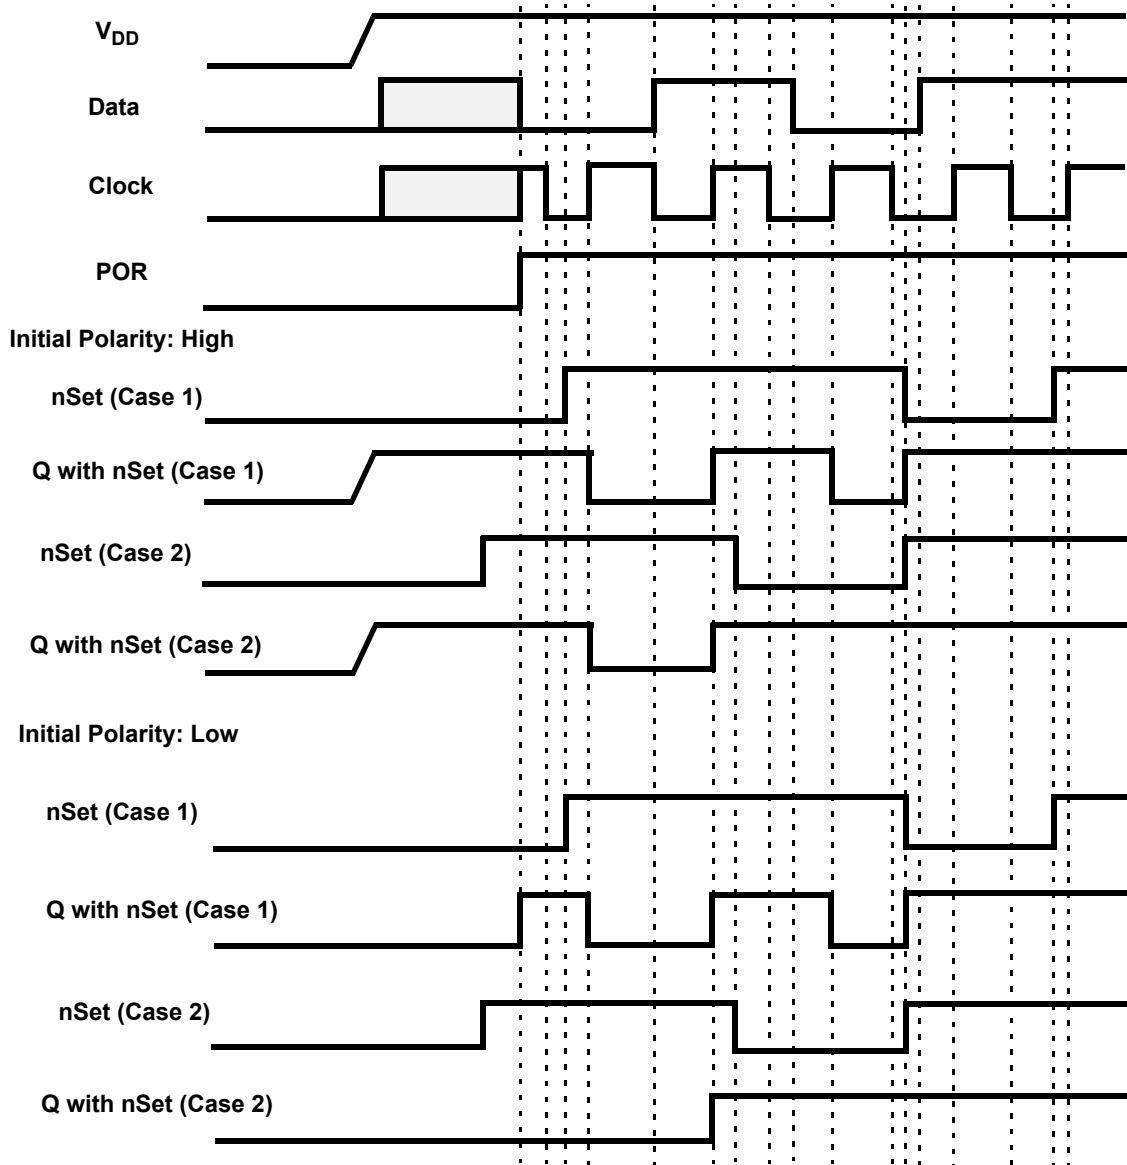 VDD
Data
Clock
POR
Initial Polarity: High
nSet (Case 1)
Q with nSet (Case 1)
nSet (Case 2)
Q with nSet (Case 2)
Initial Polarity: Low
nSet (Case 1)
Q with nSet (Case 1)
nSet (Case 2)
Q with nSet (Case 2)